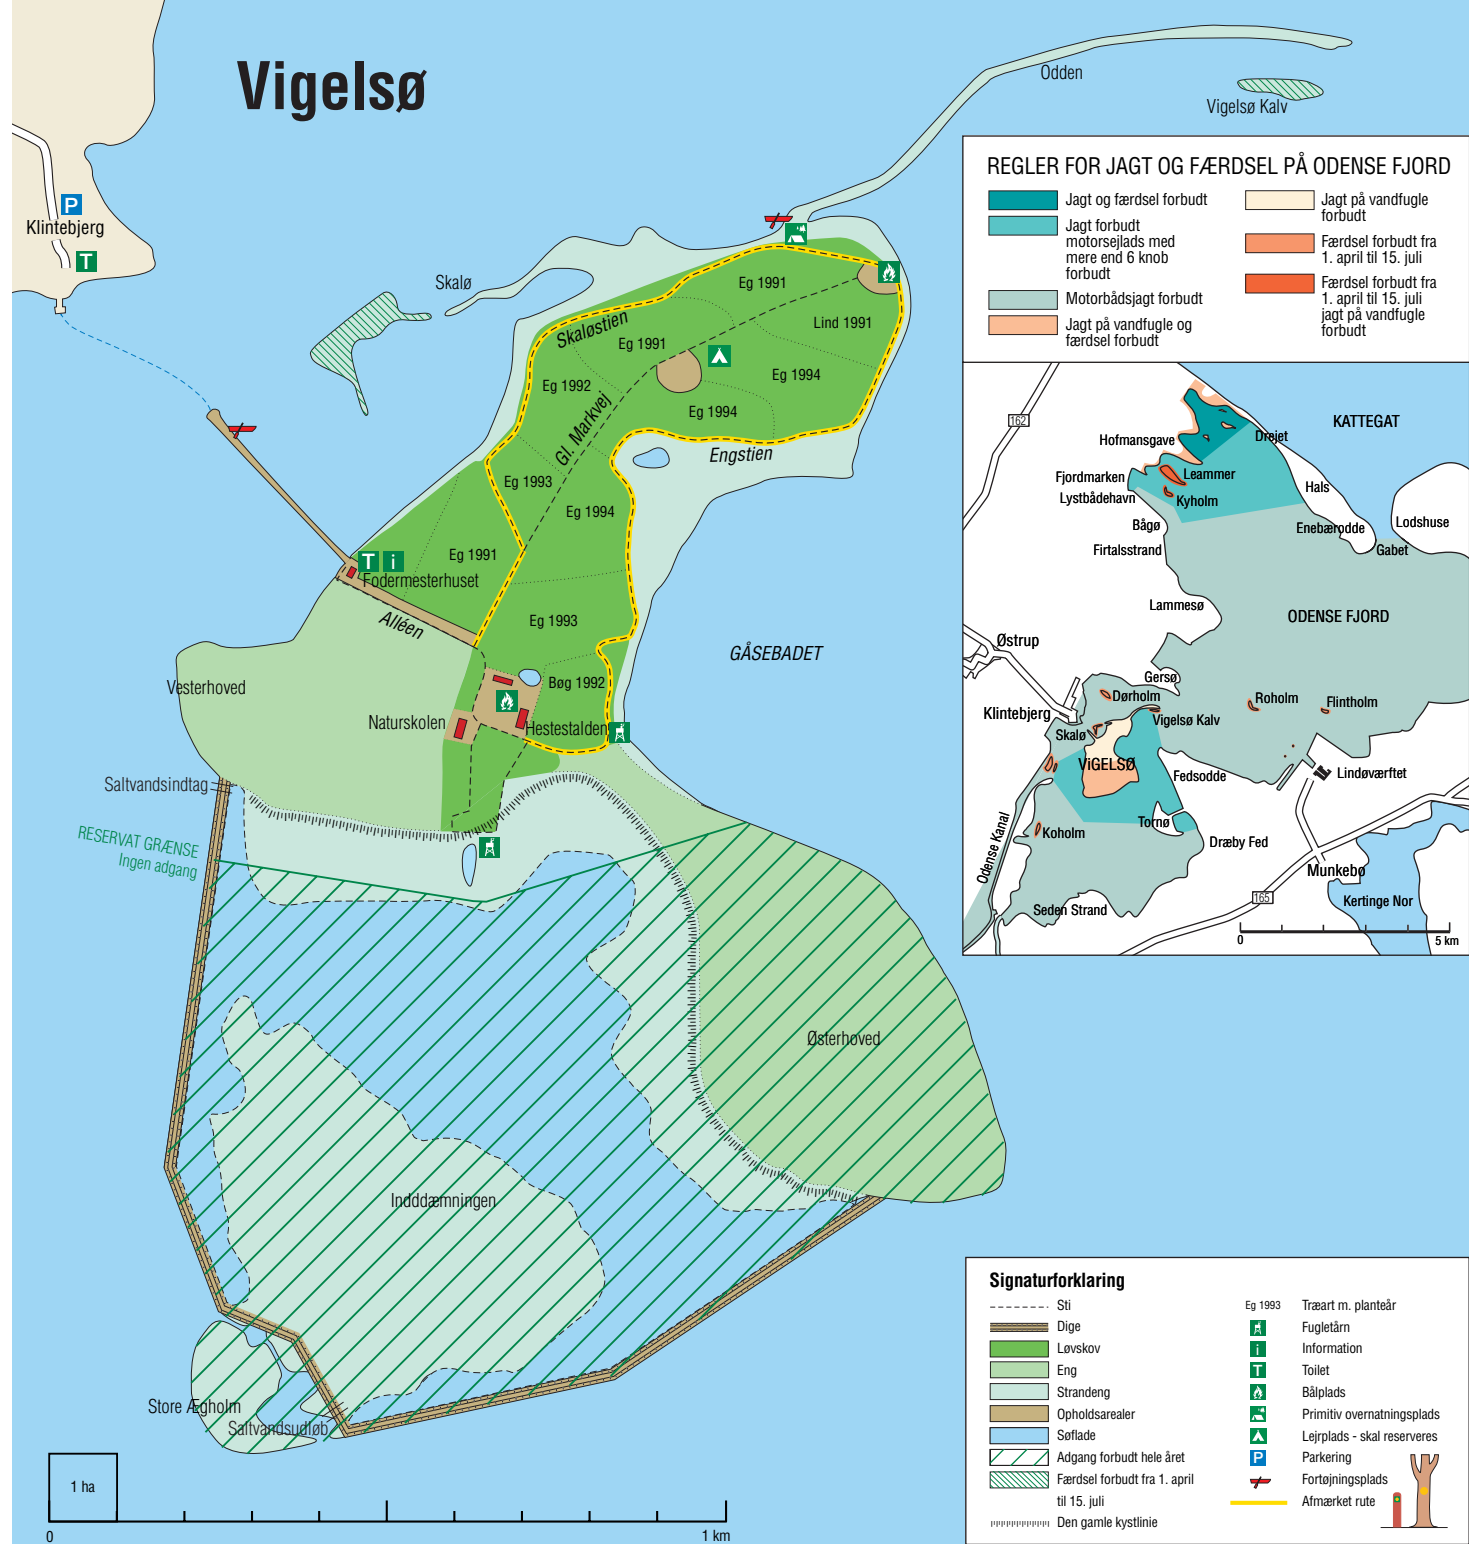 Vigelsø
Odden
Vigelsø Kalv
P
Klintebjerg
T
Skalø
Skaløstien
Eg 1991
Lind 1991
Eg 1991
Eg 1992
Eg 1994
Eg 1994
Gl. Markvej
Engstien
Eg 1993
Eg 1994
Eg 1991
T i
Fodermesterhuset
Alléen
Eg 1993
GÅSEBADET
Vesterhoved
Bøg 1992
Naturskolen
Hestestalden
Saltvandsindtag
RESERVAT GRÆNSE
Ingen adgang
Østerhoved
Indddæmningen
Store Ægholm
Saltvandsudløb
1 ha
0
1 km
REGLER FOR JAGT OG FÆRDSEL PÅ ODENSE FJORD
Jagt og færdsel forbudt
Jagt forbudt
motorsejlads med
mere end 6 knob
forbudt
Motorbådsjagt forbudt
Jagt på vandfugle og
færdsel forbudt
Jagt på vandfugle
forbudt
Færdsel forbudt fra
1. april til 15. juli
Færdsel forbudt fra
1. april til 15. juli
jagt på vandfugle
forbudt
162
KATTEGAT
Hofmansgave
Drejet
Fjordmarken
Leammer
Lystbådehavn
Kyholm
Hals
Bågø
Enebærodde
Lodshuse
Firtalsstrand
Gabet
Lammesø
ODENSE FJORD
Østrup
Gersø
Dørholm
Roholm
Flintholm
Klintebjerg
Vigelsø Kalv
Skalø
ViGELSØ
Fedsodde
Lindøværftet
Tornø
Koholm
Dræby Fed
Odense Kanal
Munkebø
165
Kertinge Nor
Seden Strand
0
5 km
Signaturforklaring
Sti
Dige
Løvskov
Eng
Strandeng
Opholdsarealer
Søflade
Adgang forbudt hele året
Færdsel forbudt fra 1. april
til 15. juli
Den gamle kystlinie
Eg 1993 Træart m. planteår
Fugletårn
i Information
T Toilet
Bålplads
Primitiv overnatningsplads
Lejrplads - skal reserveres
P Parkering
Fortøjningsplads
Afmærket rute